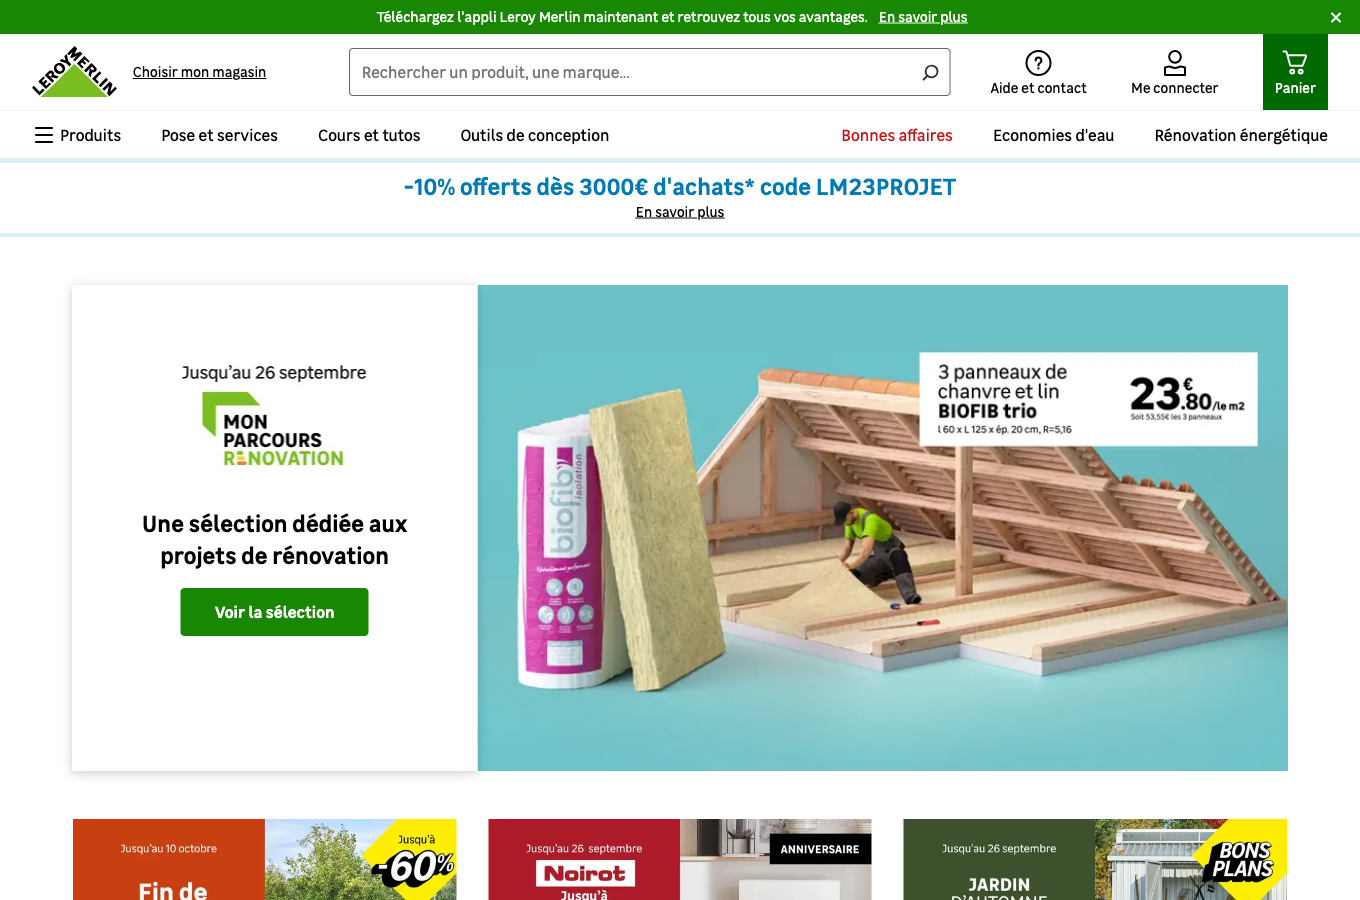 Téléchargez l'appli Leroy Merlin maintenant et retrouvez tous vos avantages. En savoir plus
LEROY MERLIN
Choisir mon magasin
Rechercher un produit, une marque...
Aide et contact
Me connecter
Panier
Produits
Pose et services
Cours et tutos
Outils de conception
Bonnes affaires
Economies d'eau
Rénovation énergétique
-10% offerts dès 3000€ d'achats* code LM23PROJET
En savoir plus
Jusqu'au 26 septembre
MON
PARCOURS
RENOVATION
Une sélection dédiée aux
projets de rénovation
Voir la sélection
biofib
isolation
3 panneaux de
chanvre et lin
BIOFIB trio
l 60 x L 125 x ép. 20 cm, R=5,16
23€.80/le m2
Soit 53,55€ les 3 panneaux
Jusqu'au 10 octobre
Fin de
Jusqu'à
-60%
Jusqu'au 26 septembre
Noirot
Jusqu'à
ANNIVERSAIRE
Jusqu'au 26 septembre
JARDIN
D'AUTOMNE
BONS
PLANS